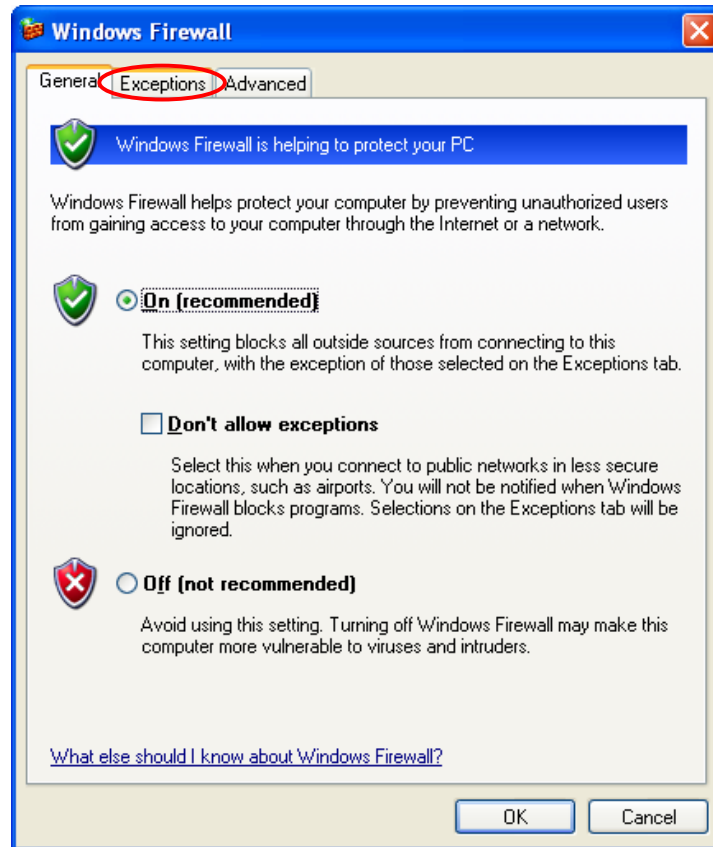 Windows Firewall
General Exceptions Advanced
Windows Firewall is helping to protect your PC
Windows Firewall helps protect your computer by preventing unauthorized users
from gaining access to your computer through the Internet or a network.
On (recommended)
This setting blocks all outside sources from connecting to this
computer, with the exception of those selected on the Exceptions tab.
Don't allow exceptions
Select this when you connect to public networks in less secure
locations, such as airports. You will not be notified when Windows
Firewall blocks programs. Selections on the Exceptions tab will be
ignored.
Off (not recommended)
Avoid using this setting. Turning off Windows Firewall may make this
computer more vulnerable to viruses and intruders.
What else should I know about Windows Firewall?
OK Cancel